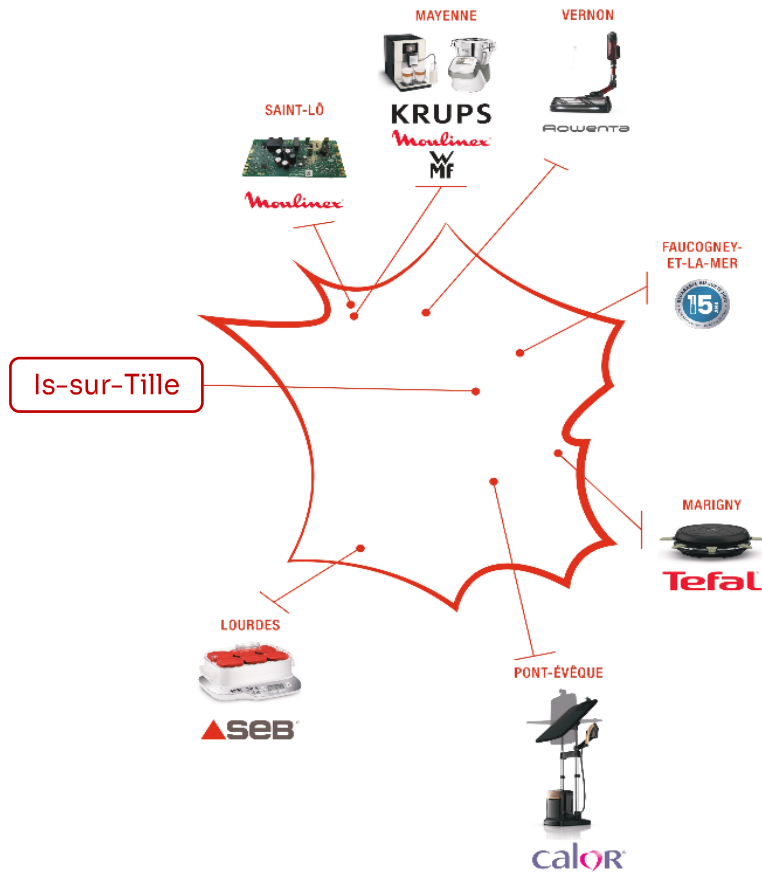 MAYENNE
VERNON
KRUPS
Moulinex
WMF
Rowenta
SAINT-LÔ
Moulinex
FAUCOGNEY-
ET-LA-MER
15
ANS
Is-sur-Tille
MARIGNY
Tefal
LOURDES
SEB
PONT-ÉVÊQUE
calor